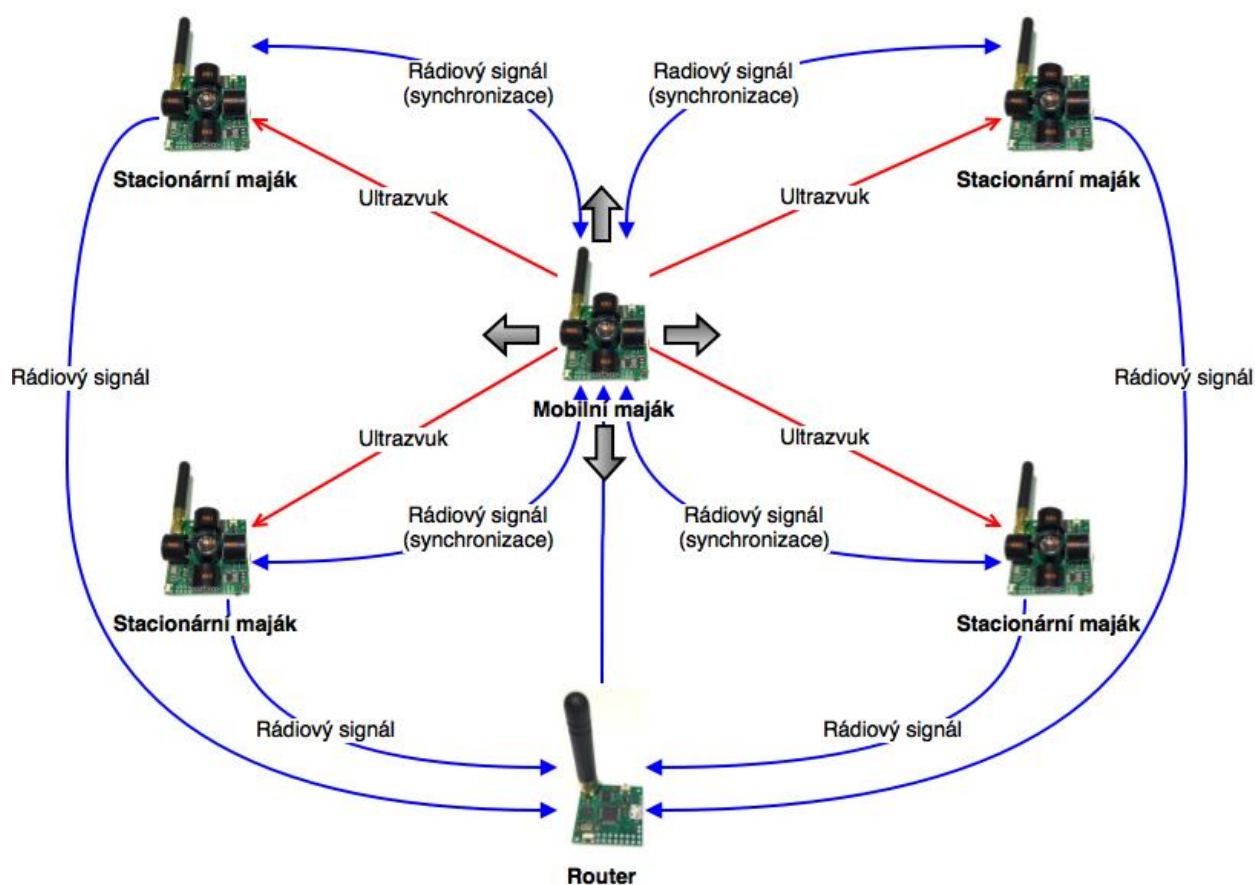 Rádiový signál
(synchronizace)
Radiový signál
(synchronizace)
Stacionární maják
Stacionární maják
Ultrazvuk
Ultrazvuk
Rádiový signál
Rádiový signál
Mobilní maják
Ultrazvuk
Ultrazvuk
Rádiový signál
(synchronizace)
Rádiový signál
(synchronizace)
Stacionární maják
Stacionární maják
Rádiový signál
Rádiový signál
Router